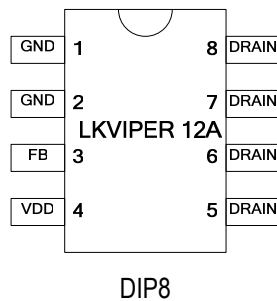 GND 1 8 DRAIN
GND 2 7 DRAIN
LKVIPER 12A
FB 3 6 DRAIN
VDD 4 5 DRAIN
DIP8